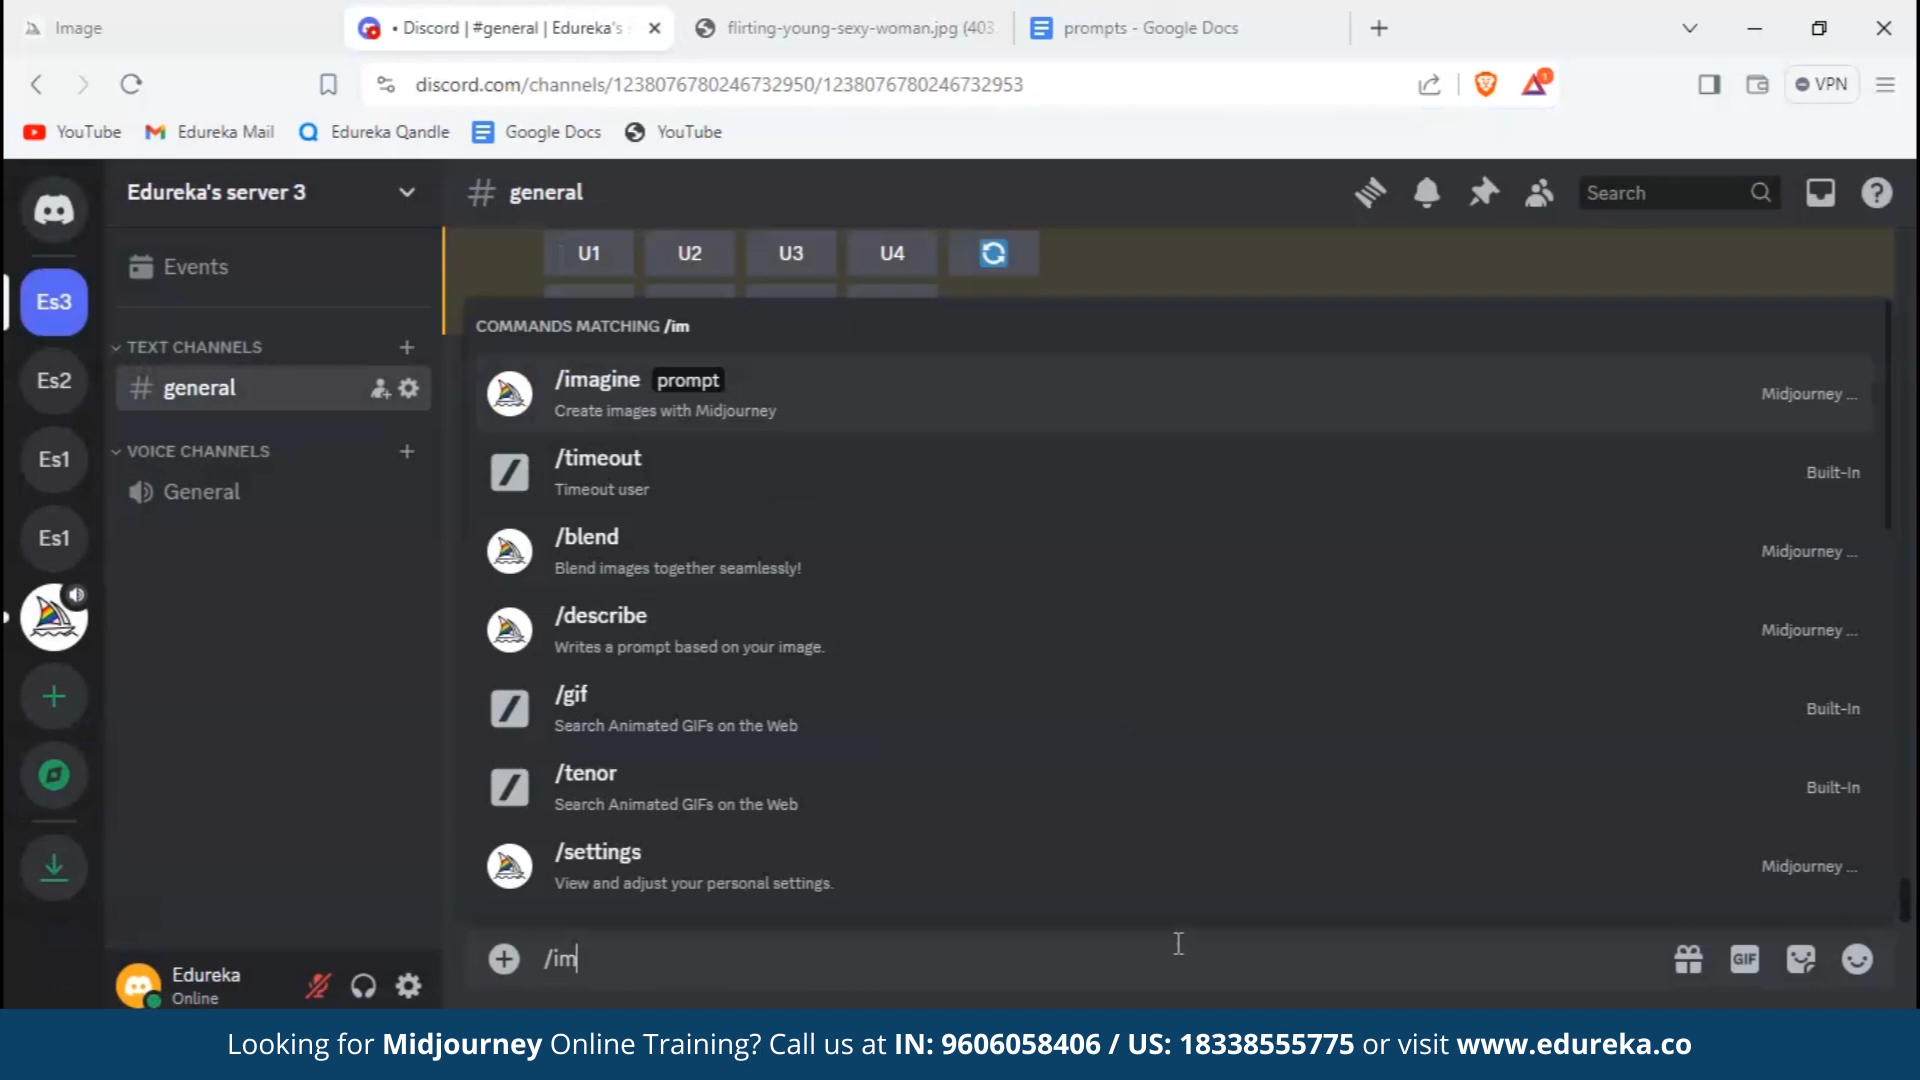 Image
• Discord | #general | Edureka's
flirting-young-sexy-woman.jpg (403
prompts - Google Docs
discord.com/channels/1238076780246732950/1238076780246732953
1
VPN
YouTube
Edureka Mail
Edureka Qandle
Google Docs
YouTube
Edureka's server 3
general
Search
Events
U1
U2
U3
U4
Es3
COMMANDS MATCHING /im
TEXT CHANNELS
/imagine prompt
Create images with Midjourney
Midjourney ...
Es2
general
VOICE CHANNELS
/timeout
Timeout user
Built-In
Es1
General
/blend
Blend images together seamlessly!
Midjourney ...
Es1
/describe
Writes a prompt based on your image.
Midjourney ...
/gif
Search Animated GIFs on the Web
Built-In
/tenor
Search Animated GIFs on the Web
Built-In
/settings
View and adjust your personal settings.
Midjourney ...
/im
GIF
Edureka
Online
Looking for Midjourney Online Training? Call us at IN: 9606058406 / US: 18338555775 or visit www.edureka.co